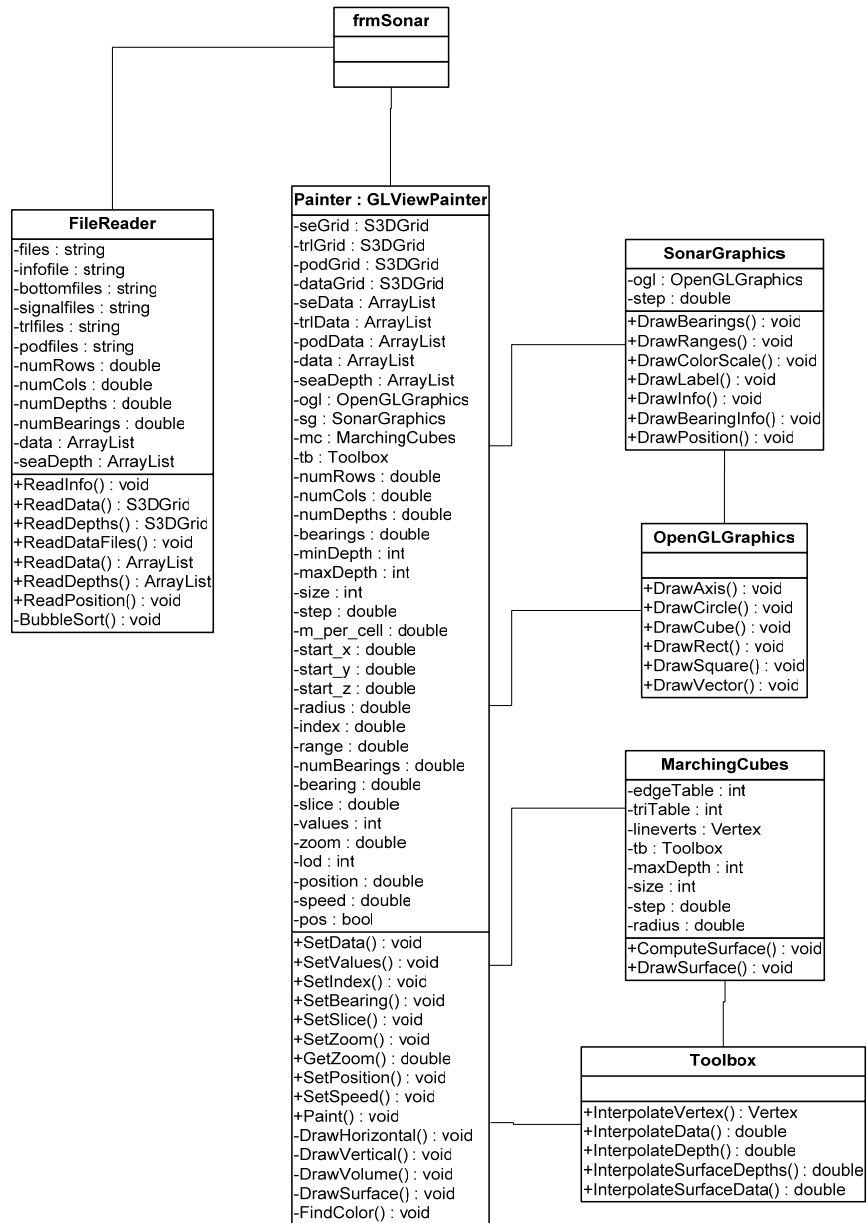 frmSonar
FileReader
-files : string
-infofile : string
-bottomfiles : string
-signalfiles : string
-trlfiles : string
-podfiles : string
-numRows : double
-numCols : double
-numDepths : double
-numBearings : double
-data : ArrayList
-seaDepth : ArrayList
+ReadInfo() : void
+ReadData() : S3DGrid
+ReadDepths() : S3DGrid
+ReadDataFiles() : void
+ReadData() : ArrayList
+ReadDepths() : ArrayList
+ReadPosition() : void
-BubbleSort() : void
Painter : GLViewPainter
-seGrid : S3DGrid
-trlGrid : S3DGrid
-podGrid : S3DGrid
-dataGrid : S3DGrid
-seData : ArrayList
-trlData : ArrayList
-podData : ArrayList
-data : ArrayList
-seaDepth : ArrayList
-ogl : OpenGLGraphics
-sg : SonarGraphics
-mc : MarchingCubes
-tb : Toolbox
-numRows : double
-numCols : double
-numDepths : double
-bearings : double
-minDepth : int
-maxDepth : int
-size : int
-step : double
-m_per_cell : double
-start_x : double
-start_y : double
-start_z : double
-radius : double
-index : double
-range : double
-numBearings : double
-bearing : double
-slice : double
-values : int
-zoom : double
-lod : int
-position : double
-speed : double
-pos : bool
+SetData() : void
+SetValues() : void
+SetIndex() : void
+SetBearing() : void
+SetSlice() : void
+SetZoom() : void
+GetZoom() : double
+SetPosition() : void
+SetSpeed() : void
+Paint() : void
-DrawHorizontal() : void
-DrawVertical() : void
-DrawVolume() : void
-DrawSurface() : void
-FindColor() : void
SonarGraphics
-ogl : OpenGLGraphics
-step : double
+DrawBearings() : void
+DrawRanges() : void
+DrawColorScale() : void
+DrawLabel() : void
+DrawInfo() : void
+DrawBearingInfo() : void
+DrawPosition() : void
OpenGLGraphics
+DrawAxis() : void
+DrawCircle() : void
+DrawCube() : void
+DrawRect() : void
+DrawSquare() : void
+DrawVector() : void
MarchingCubes
-edgeTable : int
-triTable : int
-lineverts : Vertex
-tb : Toolbox
-maxDepth : int
-size : int
-step : double
-radius : double
+ComputeSurface() : void
+DrawSurface() : void
Toolbox
+InterpolateVertex() : Vertex
+InterpolateData() : double
+InterpolateDepth() : double
+InterpolateSurfaceDepths() : double
+InterpolateSurfaceData() : double